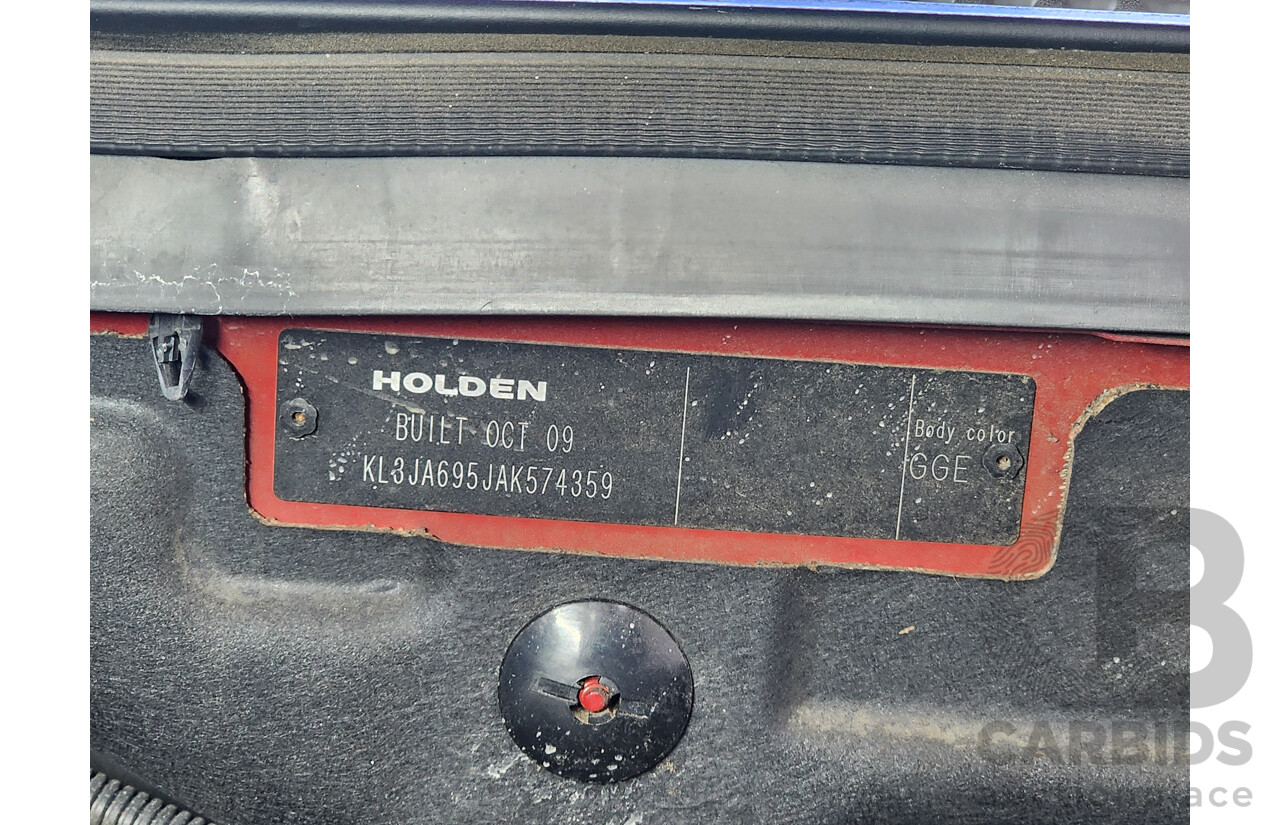 HOLDEN
BUILT OCT 09
KL3JA695JAK574359
Body color
GGE
B
CARBIDS